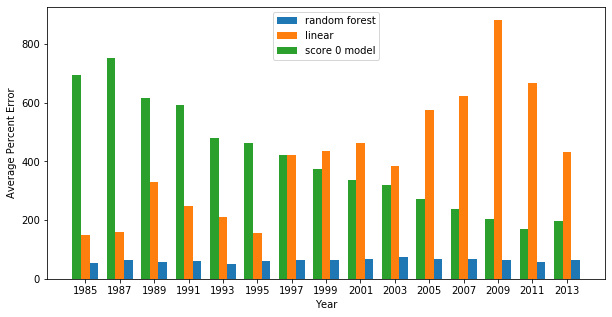 random forest
linear
score 0 model
Average Percent Error
800
600
400
200
0
1985 1987 1989 1991 1993 1995 1997 1999 2001 2003 2005 2007 2009 2011 2013
Year